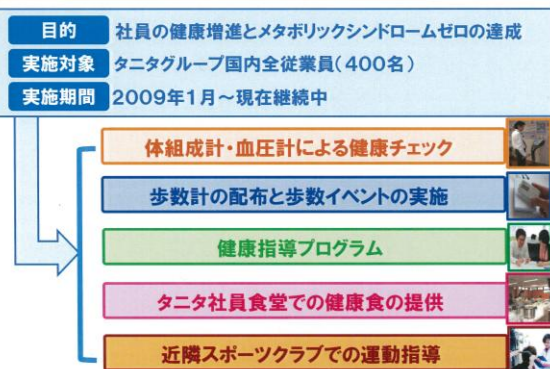 目的 社員の健康増進とメタボリックシンドロームゼロの達成
実施対象 タニタグループ国内全従業員(400名)
実施期間 2009年1月~現在継続中
体組成計・血圧計による健康チェック
歩数計の配布と歩数イベントの実施
健康指導プログラム
タニタ社員食堂での健康食の提供
近隣スポーツクラブでの運動指導